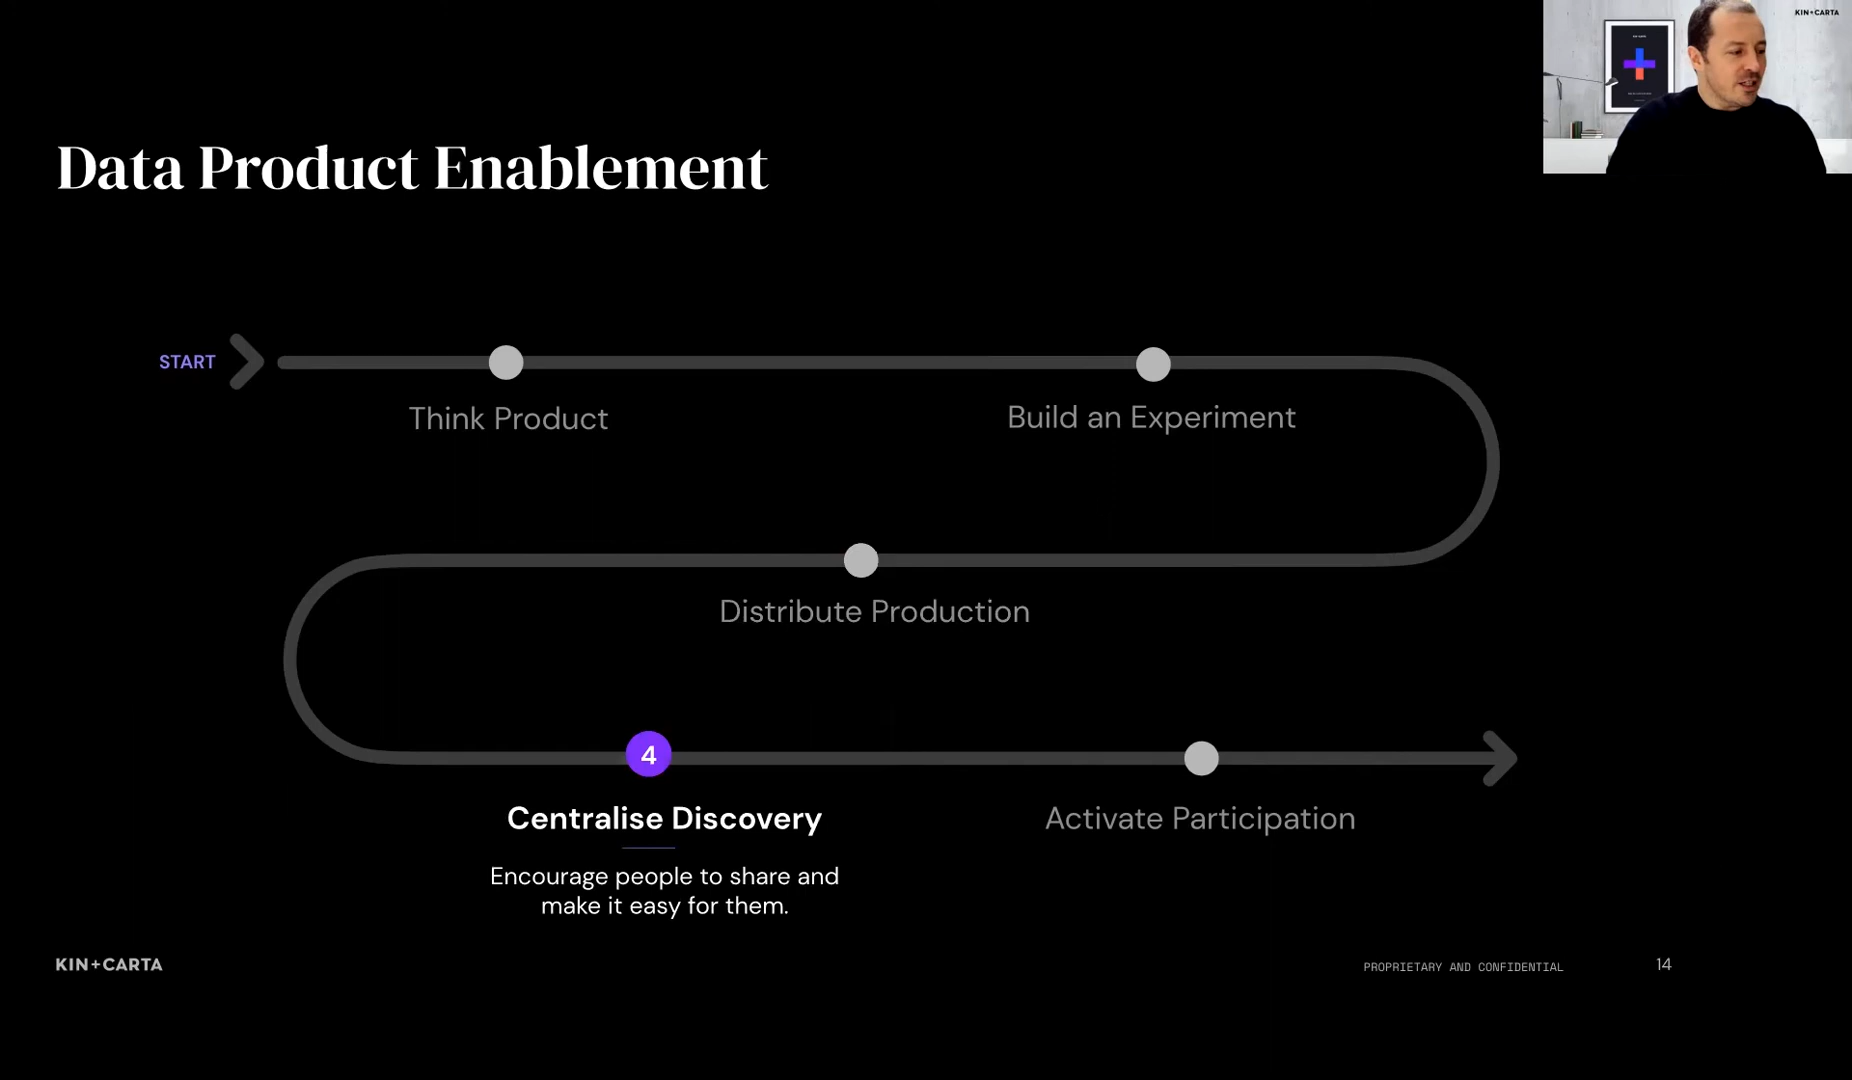 KIN+CARTA
Data Product Enablement
START
Think Product
Build an Experiment
Distribute Production
4
Centralise Discovery
Encourage people to share and
make it easy for them.
Activate Participation
KIN+CARTA
PROPRIETARY AND CONFIDENTIAL
14